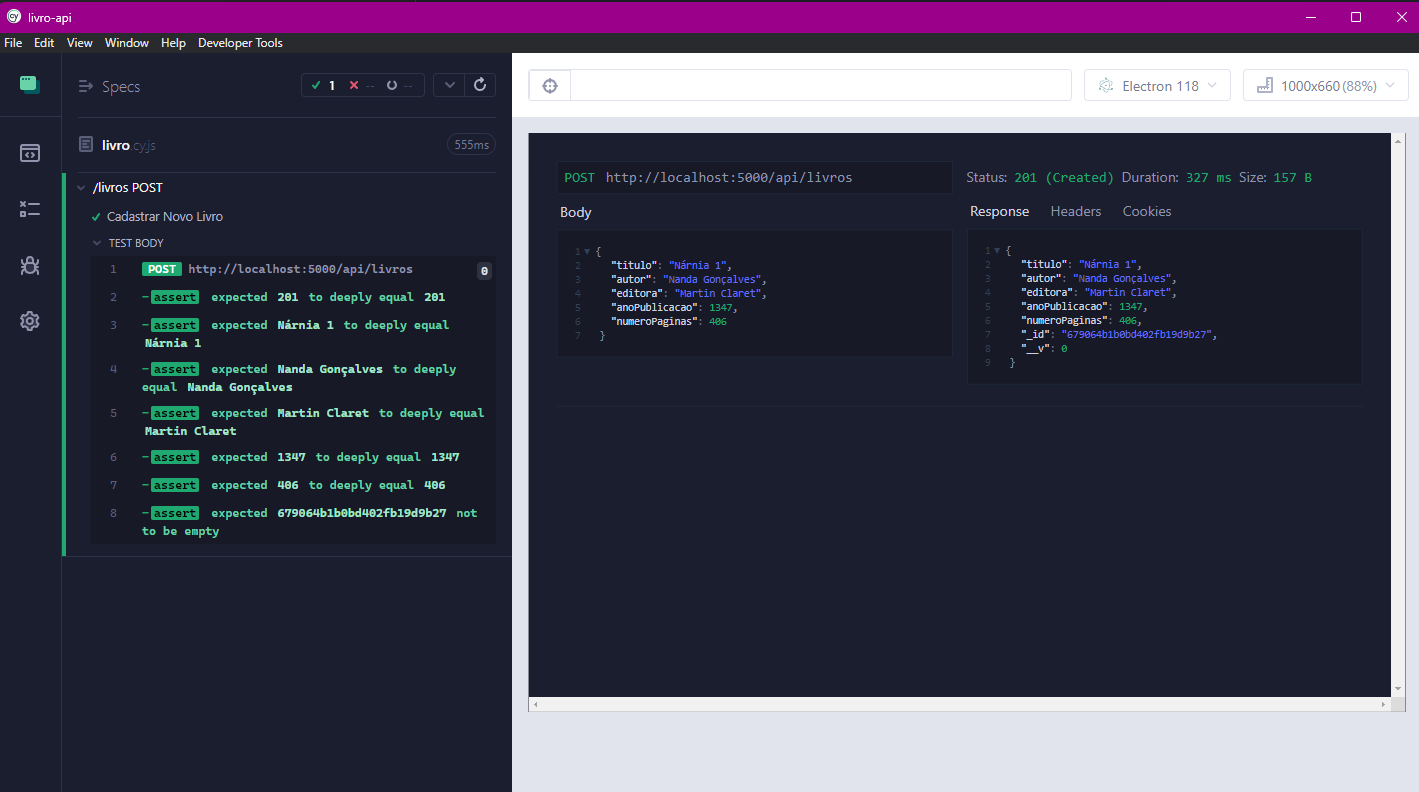 livro-api
File Edit View Window Help Developer Tools
Specs
1 -- --
livro.cy.js
555ms
/livros POST
Cadastrar Novo Livro
TEST BODY
1 POST http://localhost:5000/api/livros 0
2 -assert expected 201 to deeply equal 201
3 -assert expected Nárnia 1 to deeply equal
Nárnia 1
4 -assert expected Nanda Gonçalves to deeply
equal Nanda Gonçalves
5 -assert expected Martin Claret to deeply equal
Martin Claret
6 -assert expected 1347 to deeply equal 1347
7 -assert expected 406 to deeply equal 406
8 -assert expected 679064b1b0bd402fb19d9b27 not
to be empty
Electron 118
1000x660 (88%)
POST http://localhost:5000/api/livros
Body
1 {
2 "titulo": "Nárnia 1",
3 "autor": "Nanda Gonçalves",
4 "editora": "Martin Claret",
5 "anoPublicacao": 1347,
6 "numeroPaginas": 406
7 }
Status: 201 (Created) Duration: 327 ms Size: 157 B
Response Headers Cookies
1 {
2 "titulo": "Nárnia 1",
3 "autor": "Nanda Gonçalves",
4 "editora": "Martin Claret",
5 "anoPublicacao": 1347,
6 "numeroPaginas": 406,
7 "_id": "679064b1b0bd402fb19d9b27",
8 "__v": 0
9 }